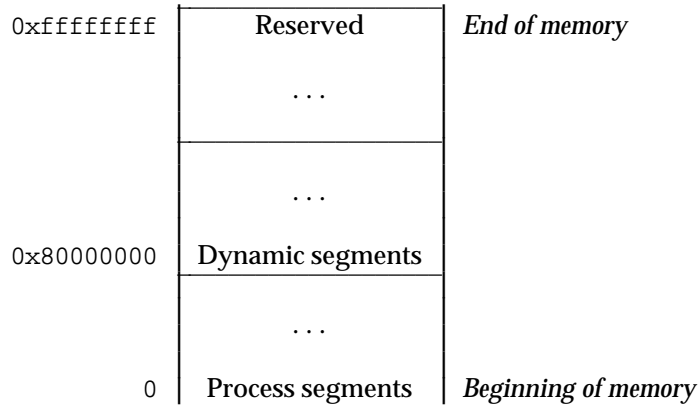 0xffffffff Reserved End of memory
...
...
0x80000000 Dynamic segments
...
0 Process segments Beginning of memory